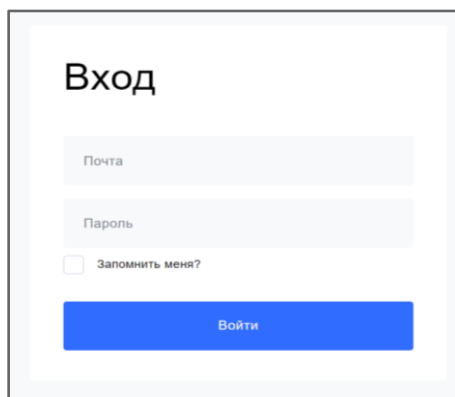 Вход
Почта
Пароль
Запомнить меня?
Войти